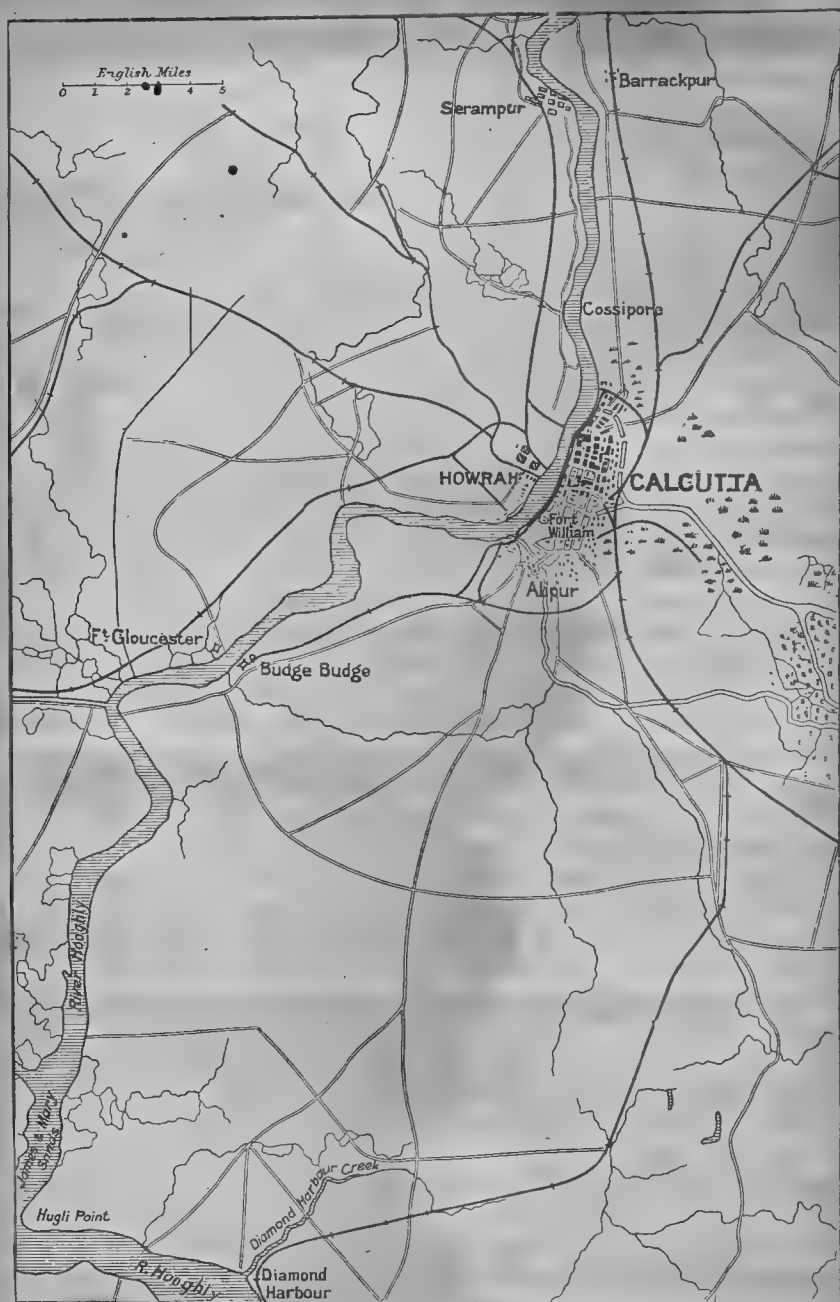 English Miles
0 1 2 3 4 5
Serampur
Barrackpur
Cossipore
HOWRAH
CALCUTTA
Fort
William
Alipur
Ft. Gloucester
Budge Budge
River Hooghly
James & Mary
Sands
Hugli Point
Diamond Harbour Creek
R. Hooghly
Diamond
Harbour